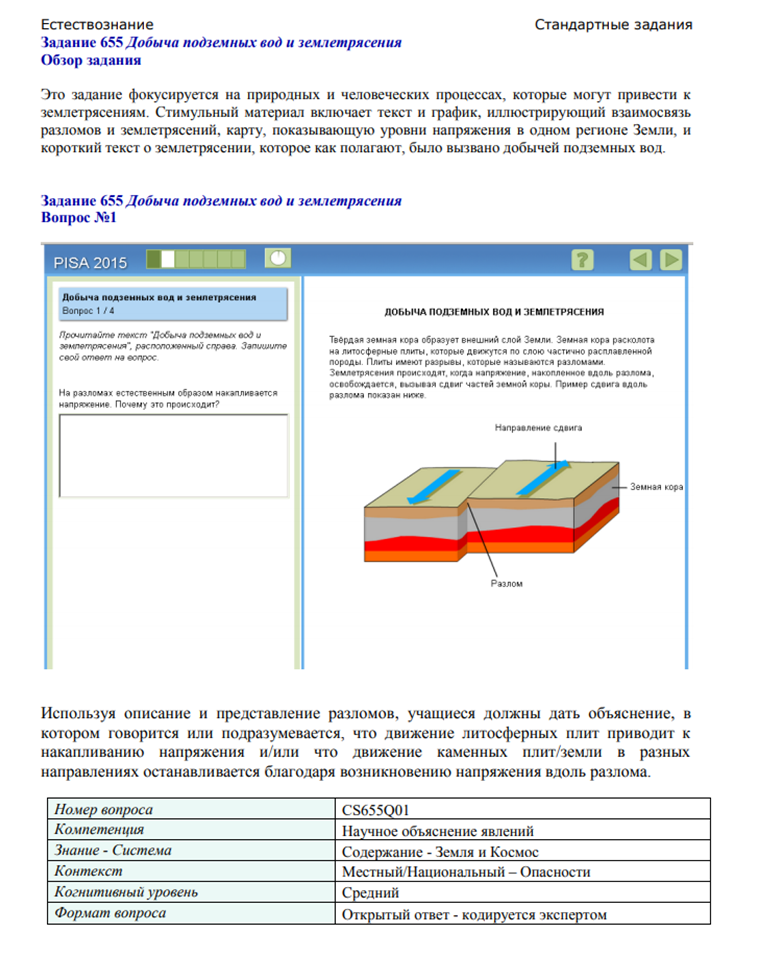 Естествознание Стандартные задания
Задание 655 Добыча подземных вод и землетрясения
Обзор задания
Это задание фокусируется на природных и человеческих процессах, которые могут привести к
землетрясениям. Стимульный материал включает текст и график, иллюстрирующий взаимосвязь
разломов и землетрясений, карту, показывающую уровни напряжения в одном регионе Земли, и
короткий текст о землетрясении, которое как полагают, было вызвано добычей подземных вод.
Задание 655 Добыча подземных вод и землетрясения
Вопрос №1
PISA 2015
?
Добыча подземных вод и землетрясения
Вопрос 1 / 4
Прочитайте текст "Добыча подземных вод и
землетрясения", расположенный справа. Запишите
свой ответ на вопрос.
На разломах естественным образом накапливается
напряжение. Почему это происходит?
ДОБЫЧА ПОДЗЕМНЫХ ВОД И ЗЕМЛЕТРЯСЕНИЯ
Твёрдая земная кора образует внешний слой Земли. Земная кора расколота
на литосферные плиты, которые движутся по слою частично расплавленной
породы. Плиты имеют разрывы, которые называются разломами.
Землетрясения происходят, когда напряжение, накопленное вдоль разлома,
освобождается, вызывая сдвиг частей земной коры. Пример сдвига вдоль
разлома показан ниже.
Направление сдвига
Земная кора
Разлом
Используя описание и представление разломов, учащиеся должны дать объяснение, в
котором говорится или подразумевается, что движение литосферных плит приводит к
накапливанию напряжения и/или что движение каменных плит/земли в разных
направлениях останавливается благодаря возникновению напряжения вдоль разлома.
Номер вопроса CS655Q01
Компетенция Научное объяснение явлений
Знание - Система Содержание - Земля и Космос
Контекст Местный/Национальный – Опасности
Когнитивный уровень Средний
Формат вопроса Открытый ответ - кодируется экспертом